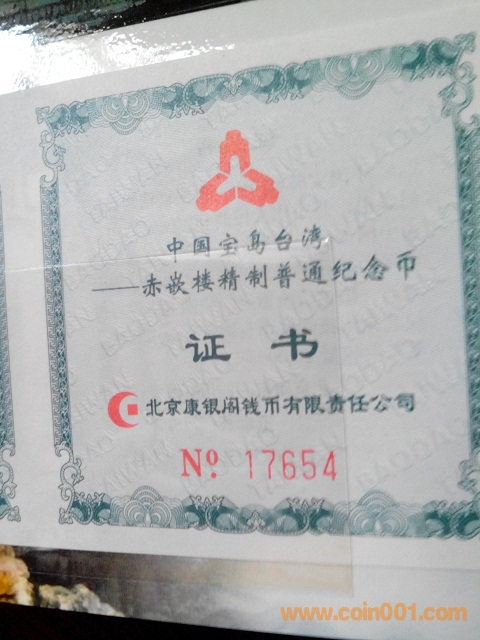 中国宝岛台湾
——赤嵌楼精制普通纪念币
证 书
北京康银阁钱币有限责任公司
Nº 17654
www.coin001.com